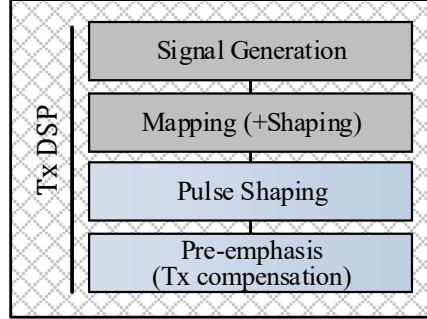 Tx DSP
Signal Generation
Mapping (+Shaping)
Pulse Shaping
Pre-emphasis
(Tx compensation)